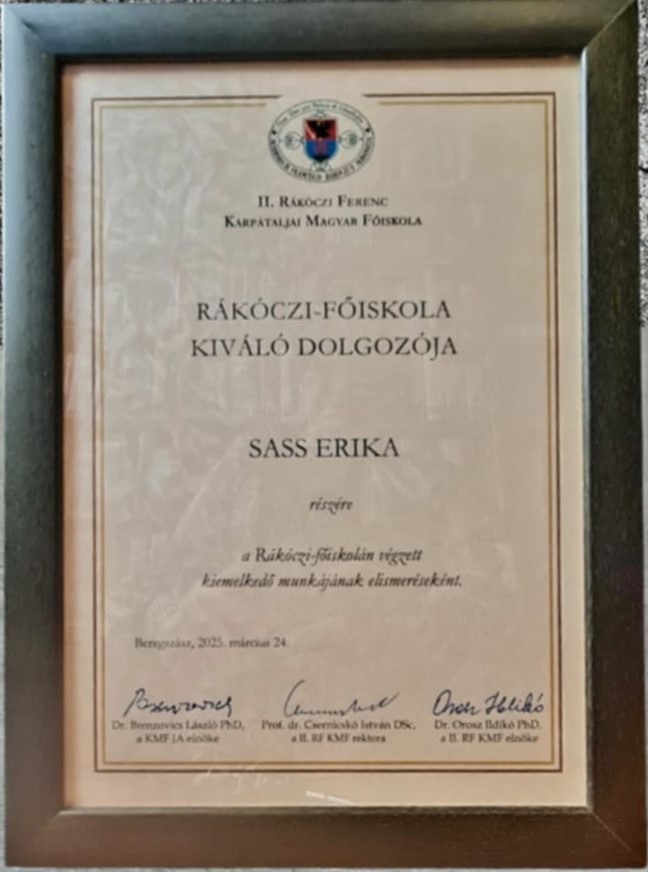 II. Rákóczi Ferenc
Kárpátaljai Magyar Főiskola
RÁKÓCZI-FŐISKOLA
KIVÁLÓ DOLGOZÓJA
SASS ERIKA
részére
a Rákóczi-főiskolán végzett
kiemelkedő munkájának elismeréseként.
Beregszász, 2025. március 24.
Dr. Brenzovics László PhD, Prof. dr. Csernicskó István DSc, Dr. Orosz Ildikó PhD,
a KMF JA elnöke a II. RF KMF rektora a II. RF KMF elnöke